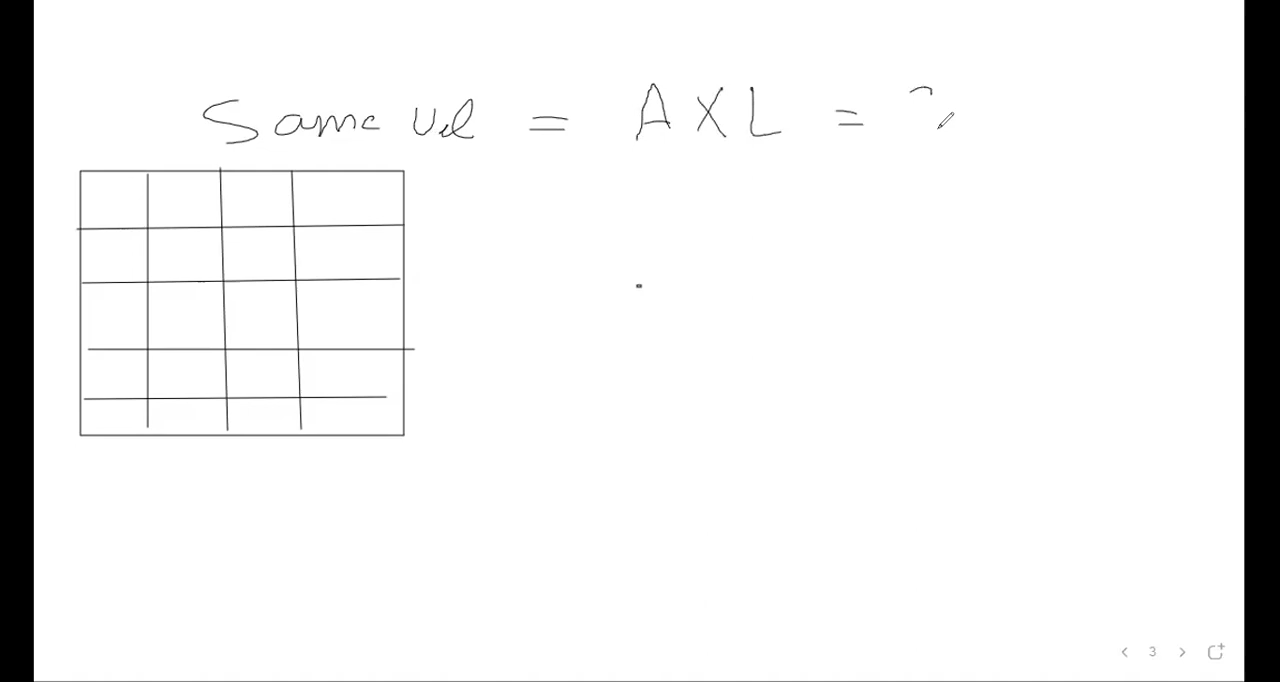 Same Vol = A X L = ?
3